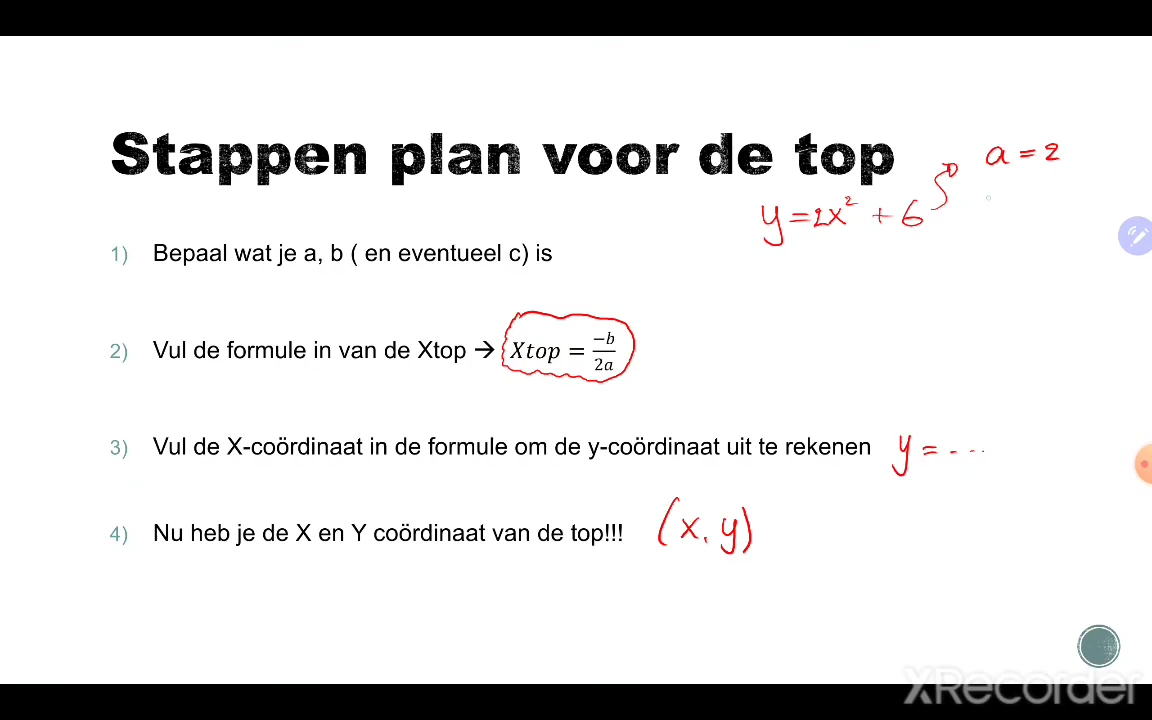 Stappen plan voor de top
a = 2
y = 2x² + 6
1) Bepaal wat je a, b ( en eventueel c) is
2) Vul de formule in van de Xtop → Xtop = −b/2a
3) Vul de X-coördinaat in de formule om de y-coördinaat uit te rekenen y = - ...
4) Nu heb je de X en Y coördinaat van de top!!! (x, y)
XRecorder